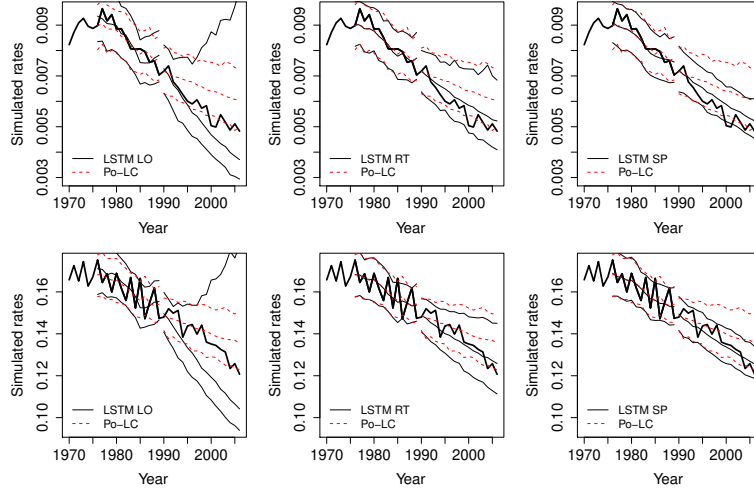 Simulated rates
0.009
0.007
0.005
0.003
LSTM LO
Po−LC
1970 1980 1990 2000
Year
Simulated rates
0.009
0.007
0.005
0.003
LSTM RT
Po−LC
1970 1980 1990 2000
Year
Simulated rates
0.009
0.007
0.005
0.003
LSTM SP
Po−LC
1970 1980 1990 2000
Year
Simulated rates
0.16
0.14
0.12
0.10
LSTM LO
Po−LC
1970 1980 1990 2000
Year
Simulated rates
0.16
0.14
0.12
0.10
LSTM RT
Po−LC
1970 1980 1990 2000
Year
Simulated rates
0.16
0.14
0.12
0.10
LSTM SP
Po−LC
1970 1980 1990 2000
Year